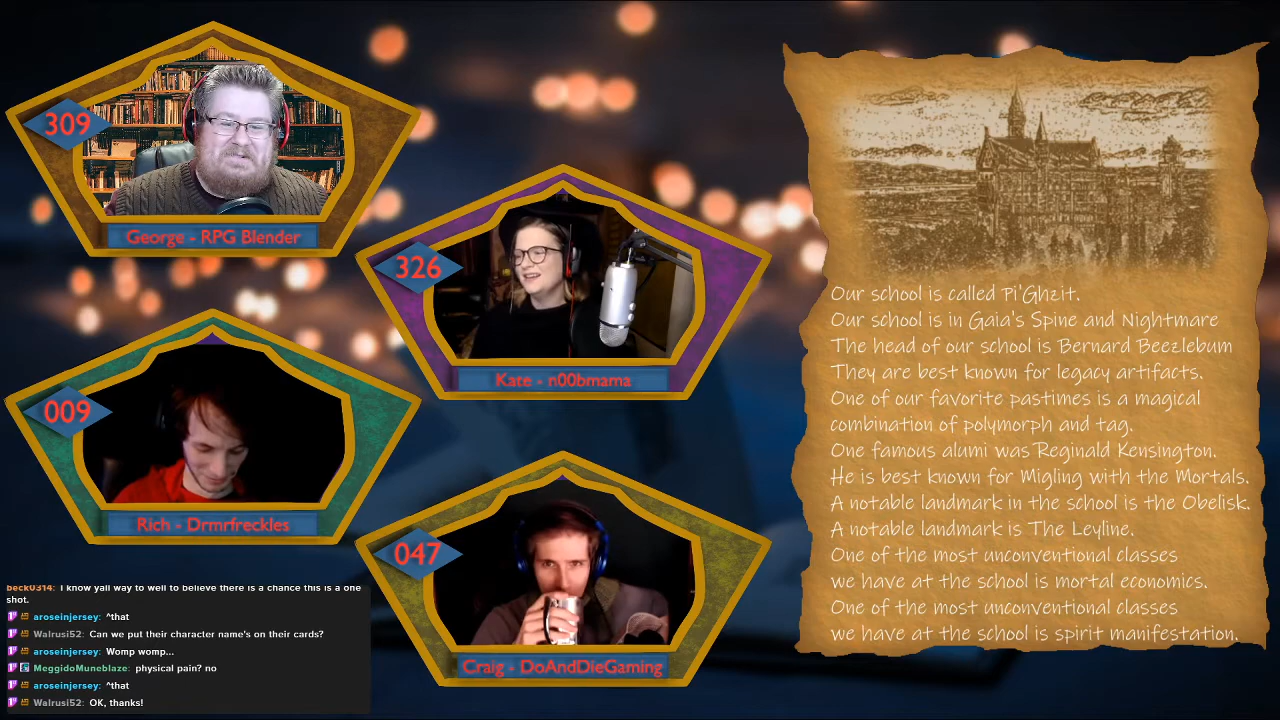 309
George - RPG Blender
326
Kate - n00bmama
009
Rich - Drmrfreckles
047
Craig - DoAndDieGaming
Our school is called Pi'Ghzit.
Our school is in Gaia's Spine and Nightmare
The head of our school is Bernard Beezlebum
They are best known for legacy artifacts.
One of our favorite pastimes is a magical
combination of polymorph and tag.
One famous alumi was Reginald Kensington.
He is best known for Migling with the Mortals.
A notable landmark in the school is the Obelisk.
A notable landmark is The Leyline.
One of the most unconventional classes
we have at the school is mortal economics.
One of the most unconventional classes
we have at the school is spirit manifestation.
beck0314: I know yall way to well to believe there is a chance this is a one
shot.
aroseinjersey: ^that
Walrusi52: Can we put their character name's on their cards?
aroseinjersey: Womp womp...
MeggidoMuneblaze: physical pain? no
aroseinjersey: ^that
Walrusi52: OK, thanks!